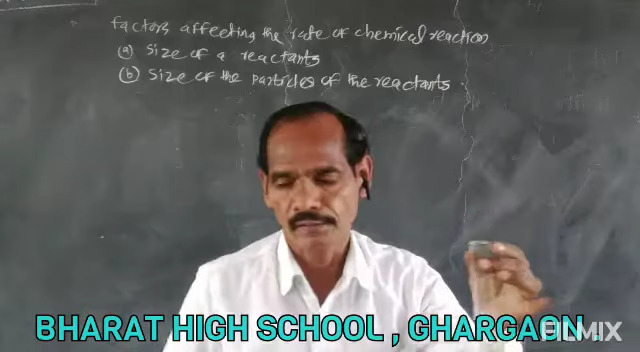 Factors affecting the rate of chemical reaction
(a) Size of a reactants
(b) Size of the particles of the reactants.
BHARAT HIGH SCHOOL , GHARGAON .
FILMIX